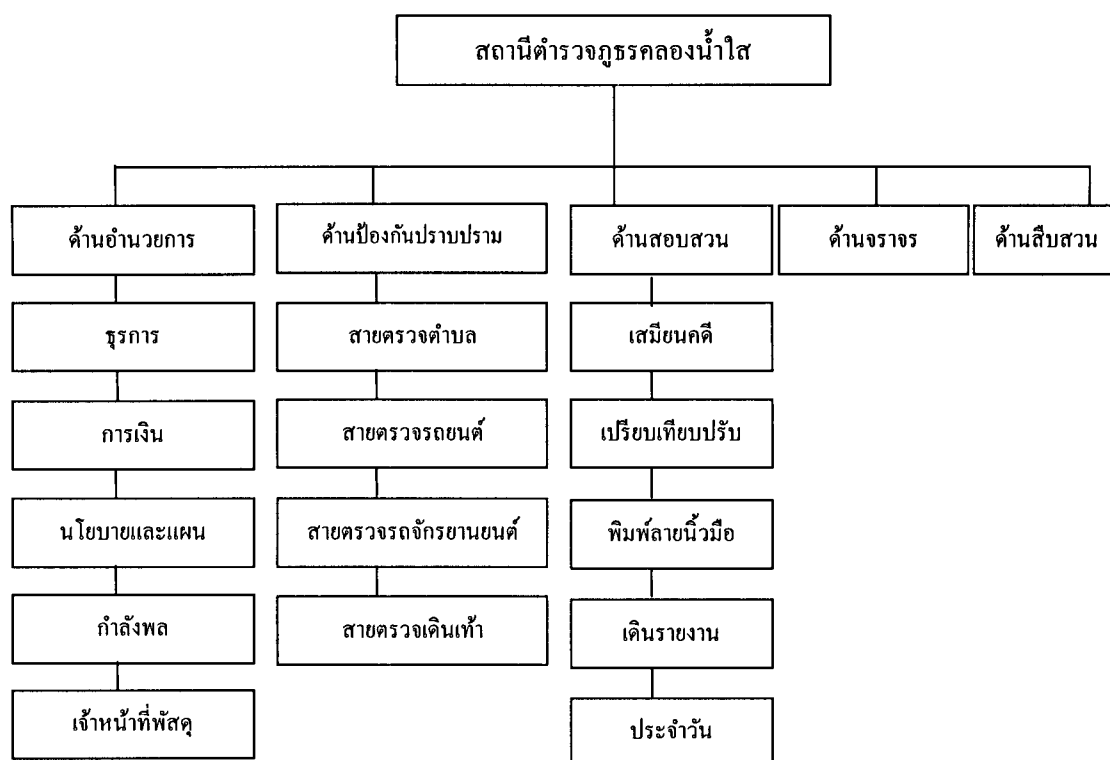 สถานีตำรวจภูธรคลองน้ำใส
ด้านอำนวยการ
ด้านป้องกันปราบปราม
ด้านสอบสวน
ด้านจราจร
ด้านสืบสวน
ธุรการ
สายตรวจตำบล
เสมียนคดี
การเงิน
สายตรวจรถยนต์
เปรียบเทียบปรับ
นโยบายและแผน
สายตรวจรถจักรยานยนต์
พิมพ์ลายนิ้วมือ
กำลังพล
สายตรวจเดินเท้า
เดินรายงาน
เจ้าหน้าที่พัสดุ
ประจำวัน